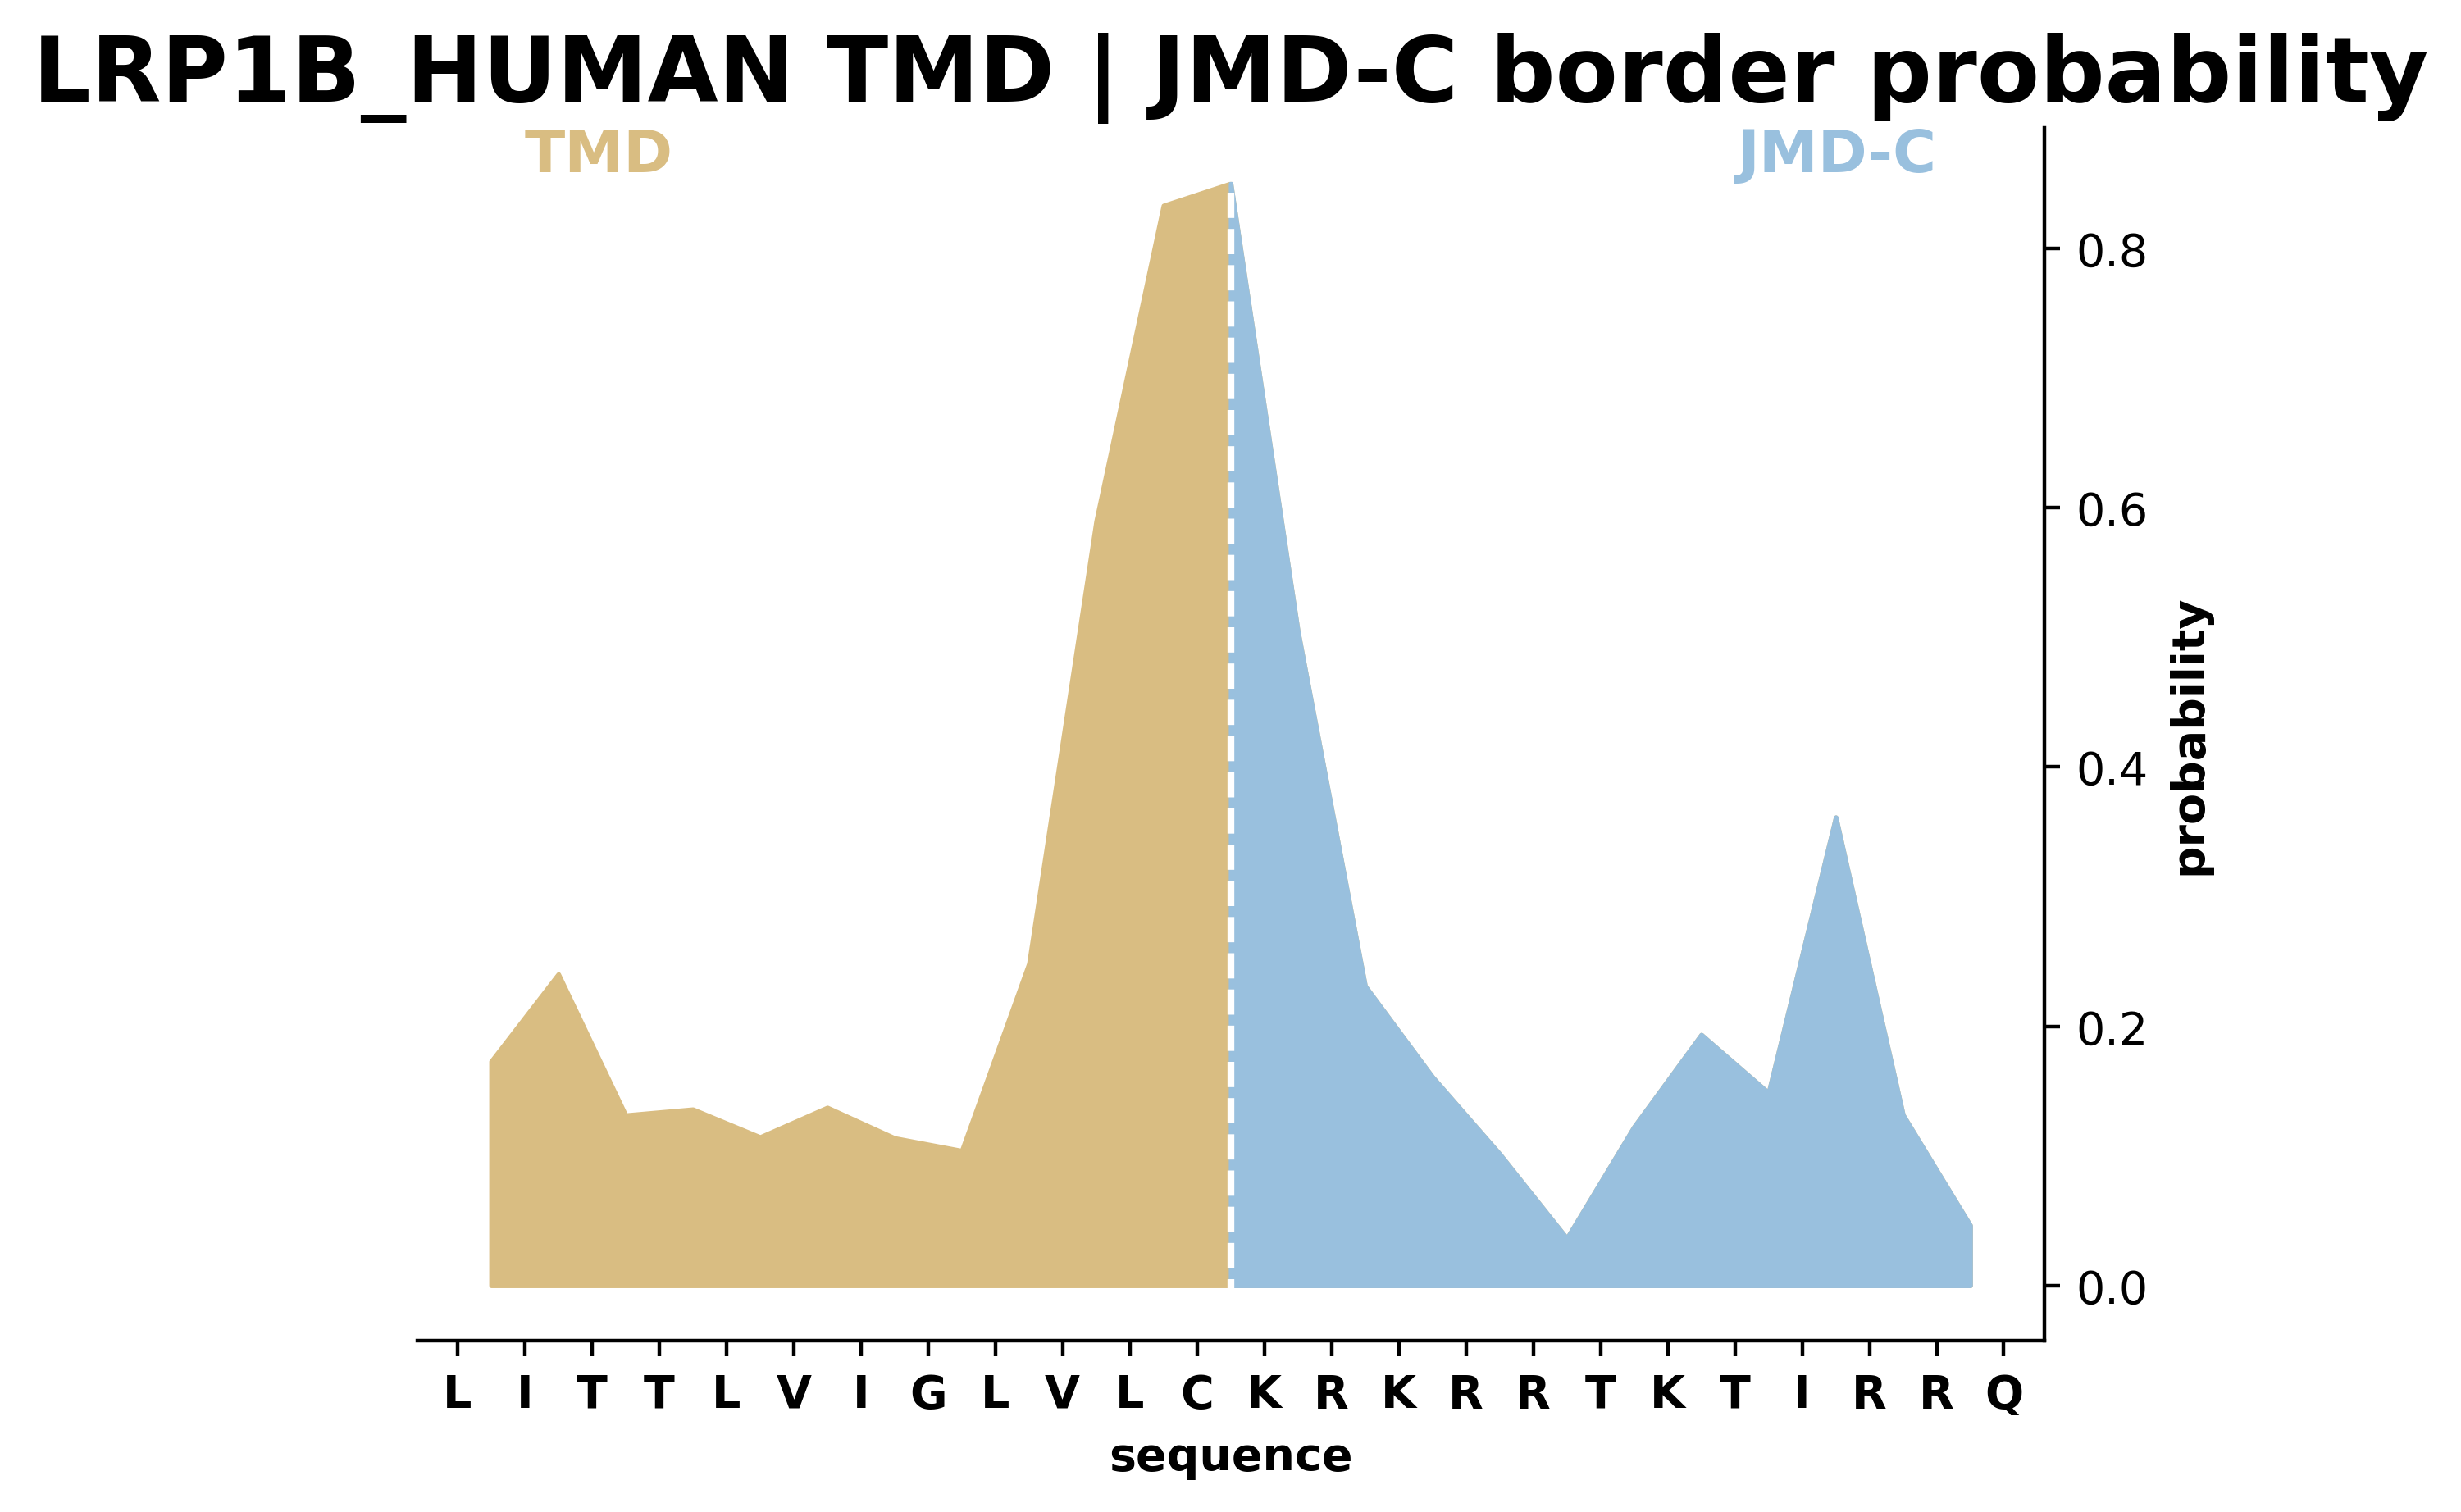 LRP1B_HUMAN TMD | JMD-C border probability
TMD JMD-C
0.8
0.6
0.4
0.2
0.0
probability
L I T T L V I G L V L C K R K R R T K T I R R Q
sequence